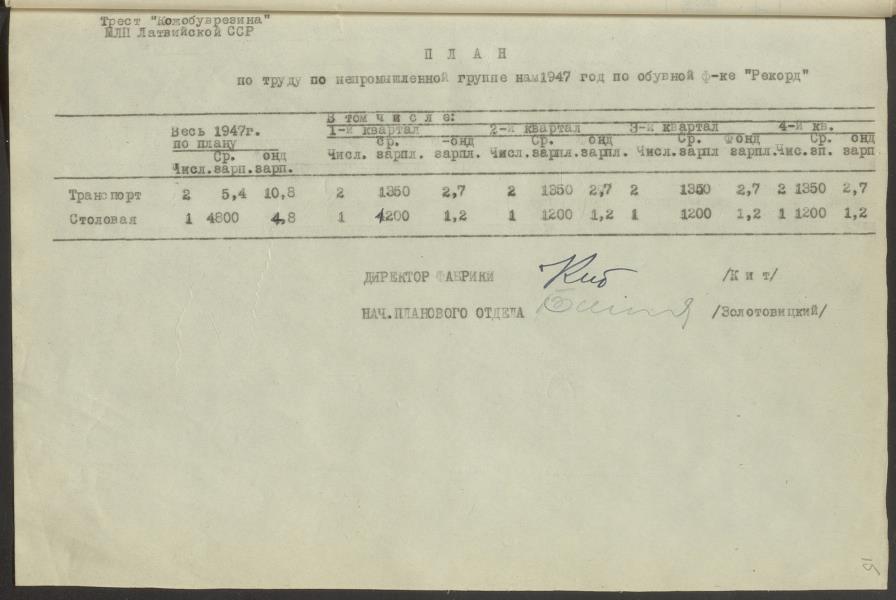 Трест "Кожобуврезина"
МЛП Латвийской ССР
П Л А Н
по труду по непромышленной группе нам1947 год по обувной ф-ке "Рекорд"
В том числе:
Весь 1947г. 1-й квартал 2-й квартал 3-й квартал 4-й кв.
по плану Ср. -онд Ср. онд Ср. Фонд Ср. онд
Ср. онд Числ. зарпл. зарпл. Числ.зарпл. зарпл. Числ.зарпл зарпл.Чис.зп. зарп
Числ.зарп.зарп.
Транспорт 2 5,4 10,8 2 1350 2,7 2 1350 2,7 2 1350 2,7 2 1350 2,7
Столовая 1 4800 4,8 1 1200 1,2 1 1200 1,2 1 1200 1,2 1 1200 1,2
ДИРЕКТОР ФАБРИКИ Кит /К и т/
НАЧ.ПЛАНОВОГО ОТДЕЛА /Золотовицкий/
15